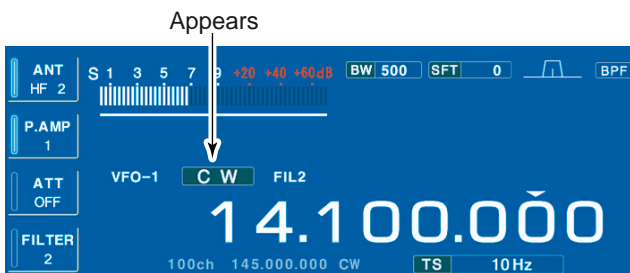 Appears
ANT
HF 2
S 1 3 5 7 9 +20 +40 +60dB
BW 500
SFT 0
BPF
P.AMP
1
ATT
OFF
VFO-1
CW
FIL2
14.100.000
FILTER
2
100ch 145.000.000 CW
TS 10Hz